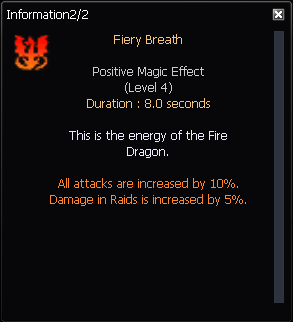 Information2/2
Fiery Breath
Positive Magic Effect
(Level 4)
Duration : 8.0 seconds
This is the energy of the Fire
Dragon.
All attacks are increased by 10%.
Damage in Raids is increased by 5%.